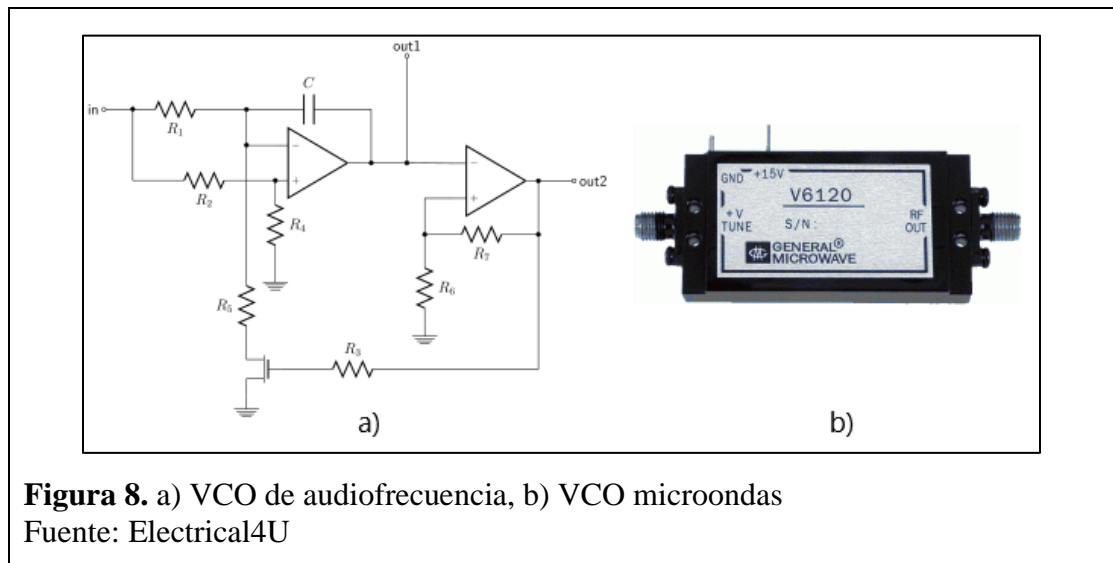 out1
C
in
R1
R2
R4
R5
R3
R6
R7
out2
−
+
−
+
a)
GND +15V
V6120
+V
TUNE
S/N:
RF
OUT
GENERAL®
MICROWAVE
b)
Figura 8. a) VCO de audiofrecuencia, b) VCO microondas
Fuente: Electrical4U